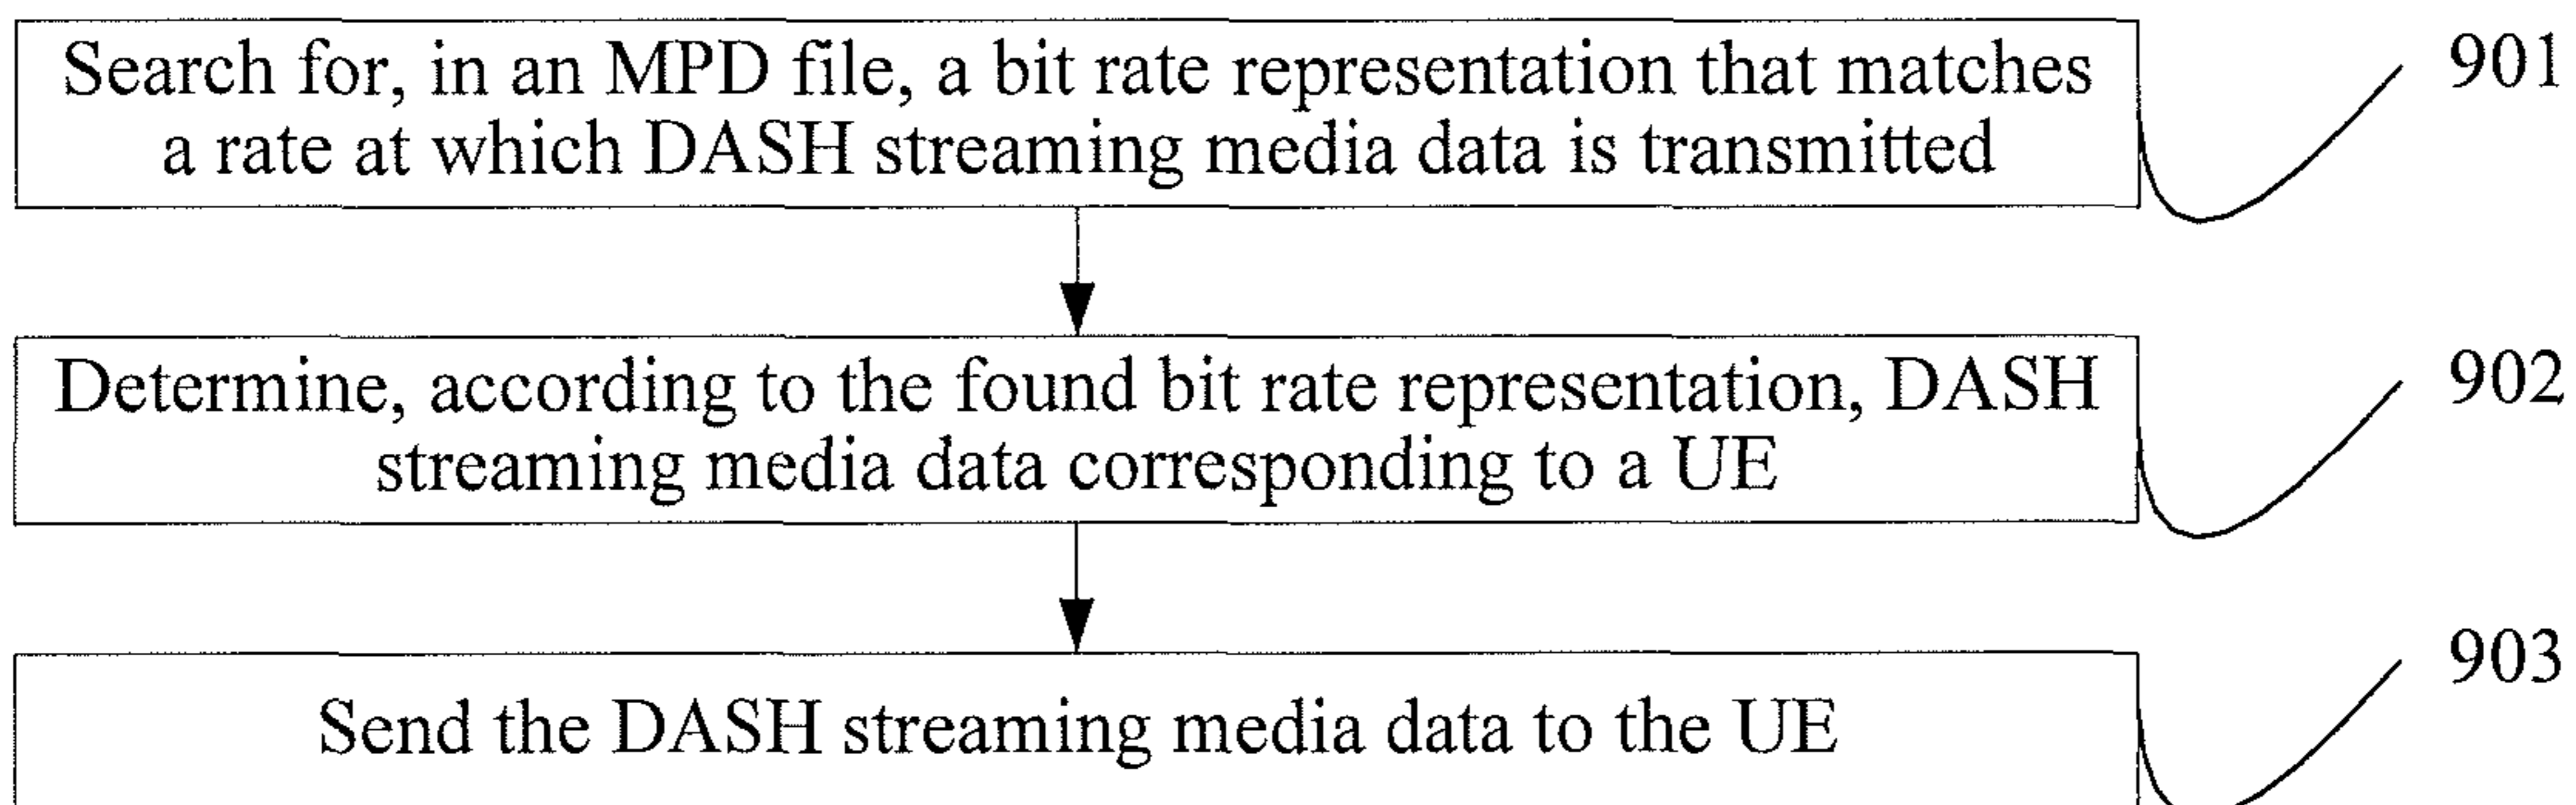 Search for, in an MPD file, a bit rate representation that matches
a rate at which DASH streaming media data is transmitted
901
Determine, according to the found bit rate representation, DASH
streaming media data corresponding to a UE
902
Send the DASH streaming media data to the UE
903